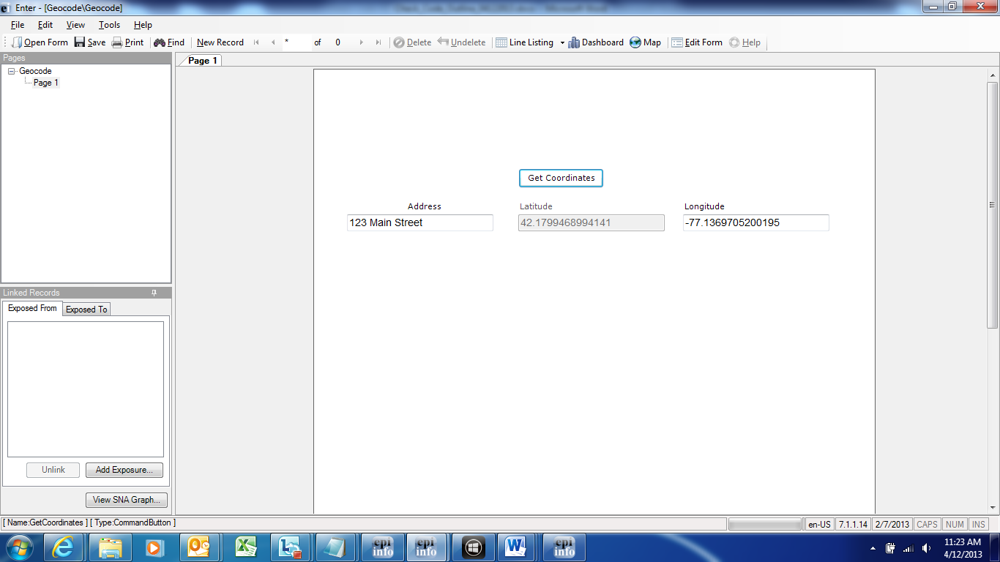 Enter - [Geocode\Geocode]
File Edit View Tools Help
Open Form Save Print Find New Record * of 0 Delete Undelete Line Listing Dashboard Map Edit Form Help
Pages
Page 1
Geocode
Page 1
Get Coordinates
Address Latitude Longitude
123 Main Street 42.1799468994141 -77.1369705200195
Linked Records
Exposed From Exposed To
Unlink Add Exposure...
View SNA Graph...
[ Name:GetCoordinates ] [ Type:CommandButton ] en-US 7.1.1.14 2/7/2013 CAPS NUM INS
epi info epi info epi info
11:23 AM
4/12/2013